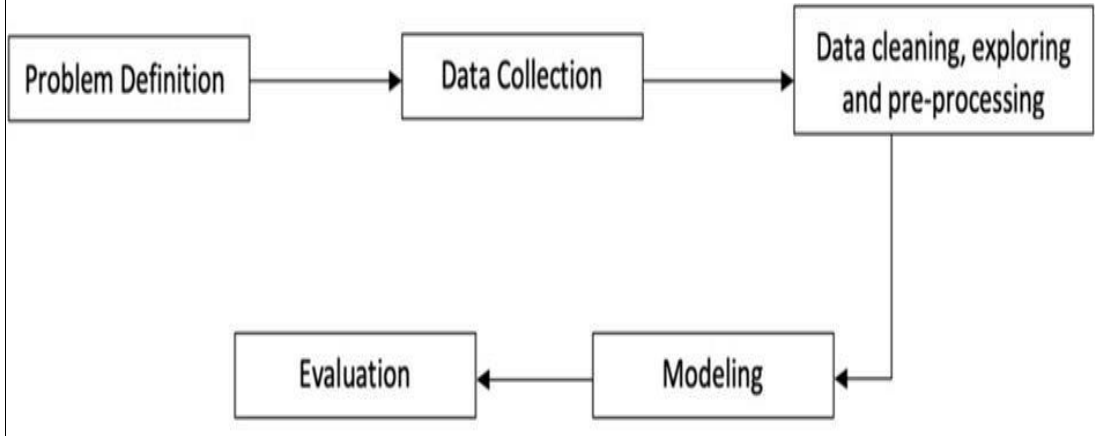 Problem Definition
Data Collection
Data cleaning, exploring
and pre-processing
Modeling
Evaluation